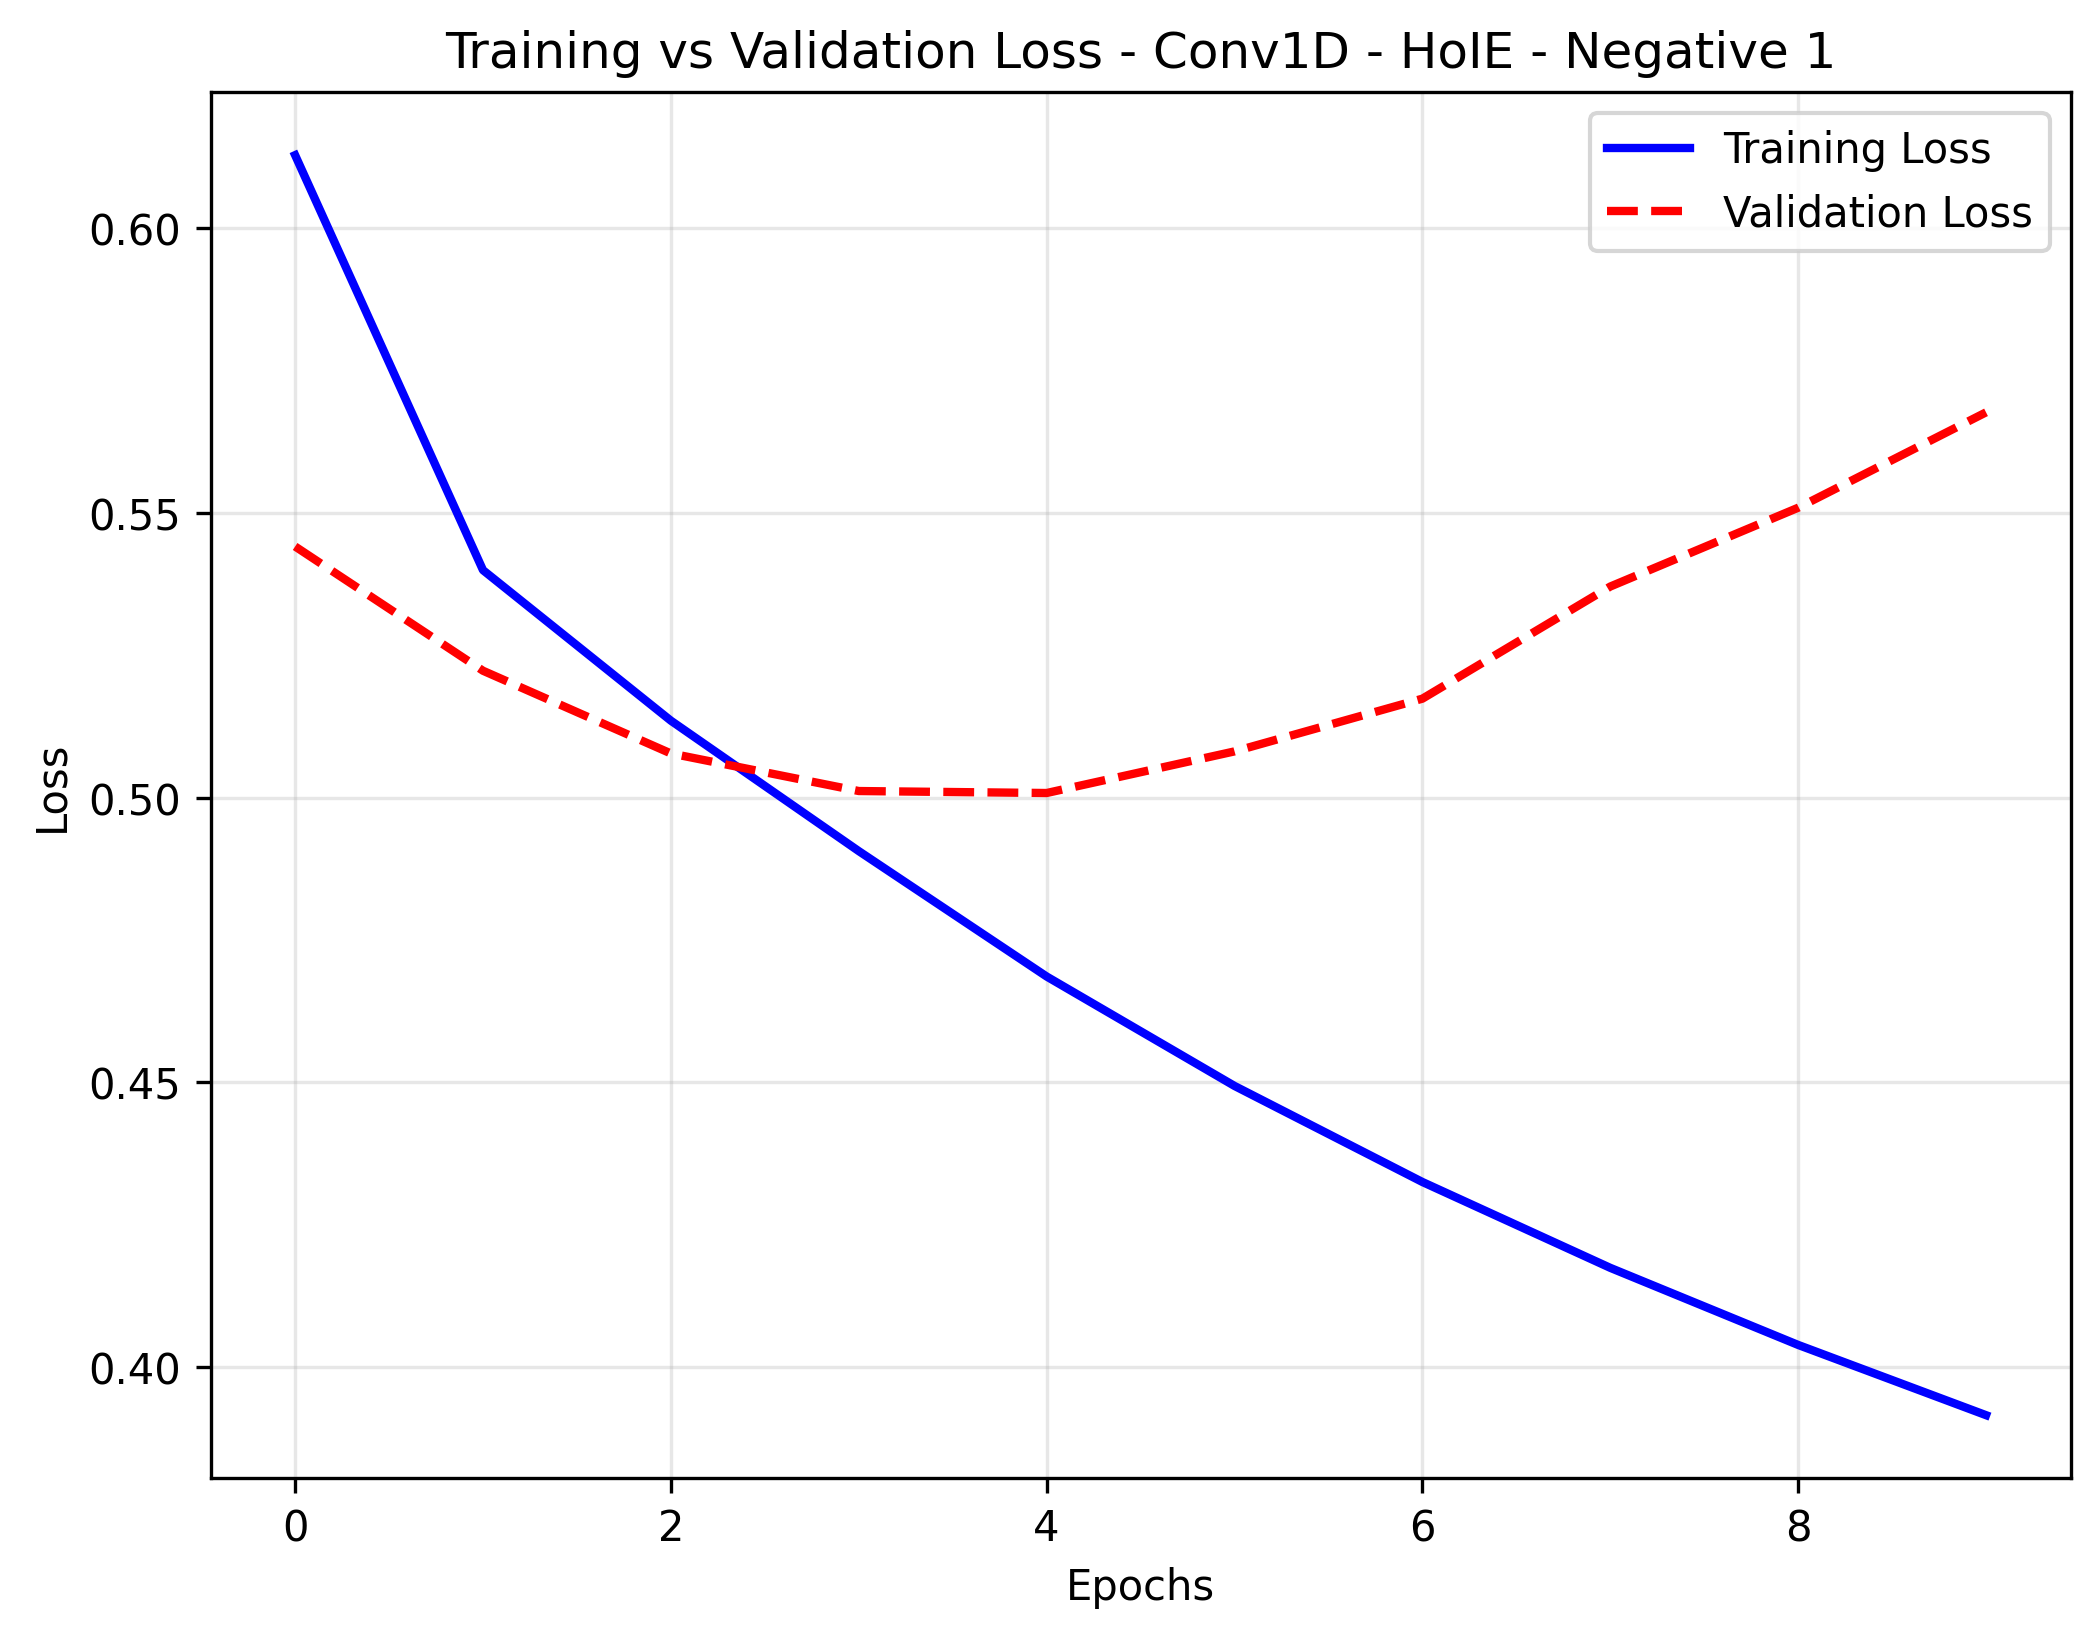 Training vs Validation Loss - Conv1D - HolE - Negative 1
Training Loss
Validation Loss
0.60
0.55
0.50
0.45
0.40
Loss
0 2 4 6 8
Epochs